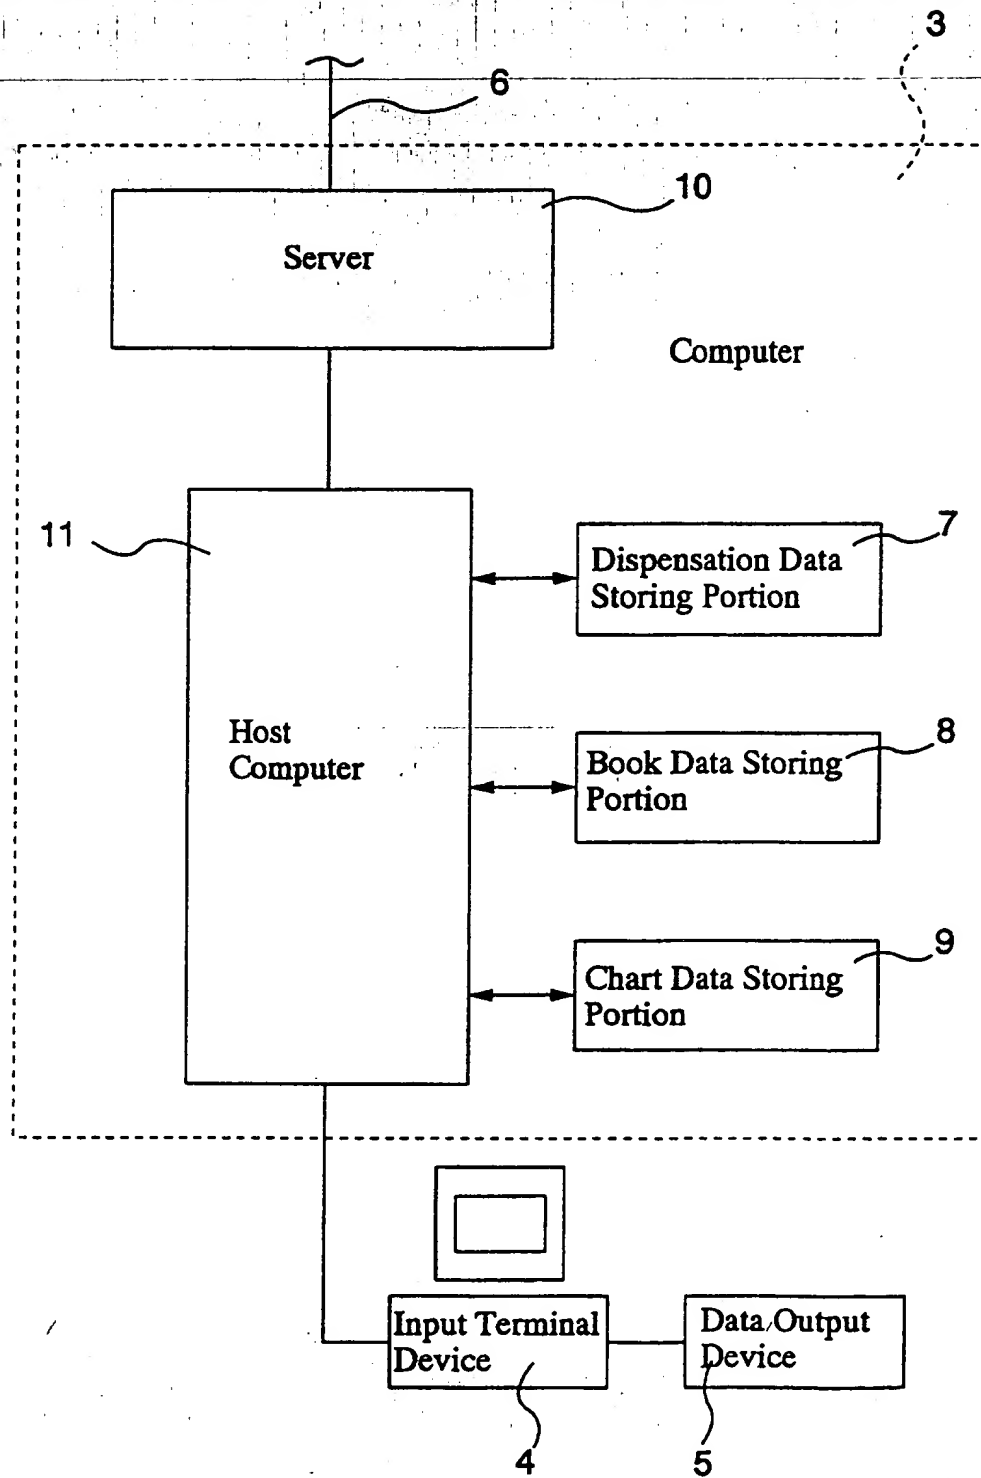 3
6
10
Server
Computer
11
7
Dispensation Data
Storing Portion
Host
Computer
8
Book Data Storing
Portion
9
Chart Data Storing
Portion
Input Terminal
Device
Data Output
Device
4
5